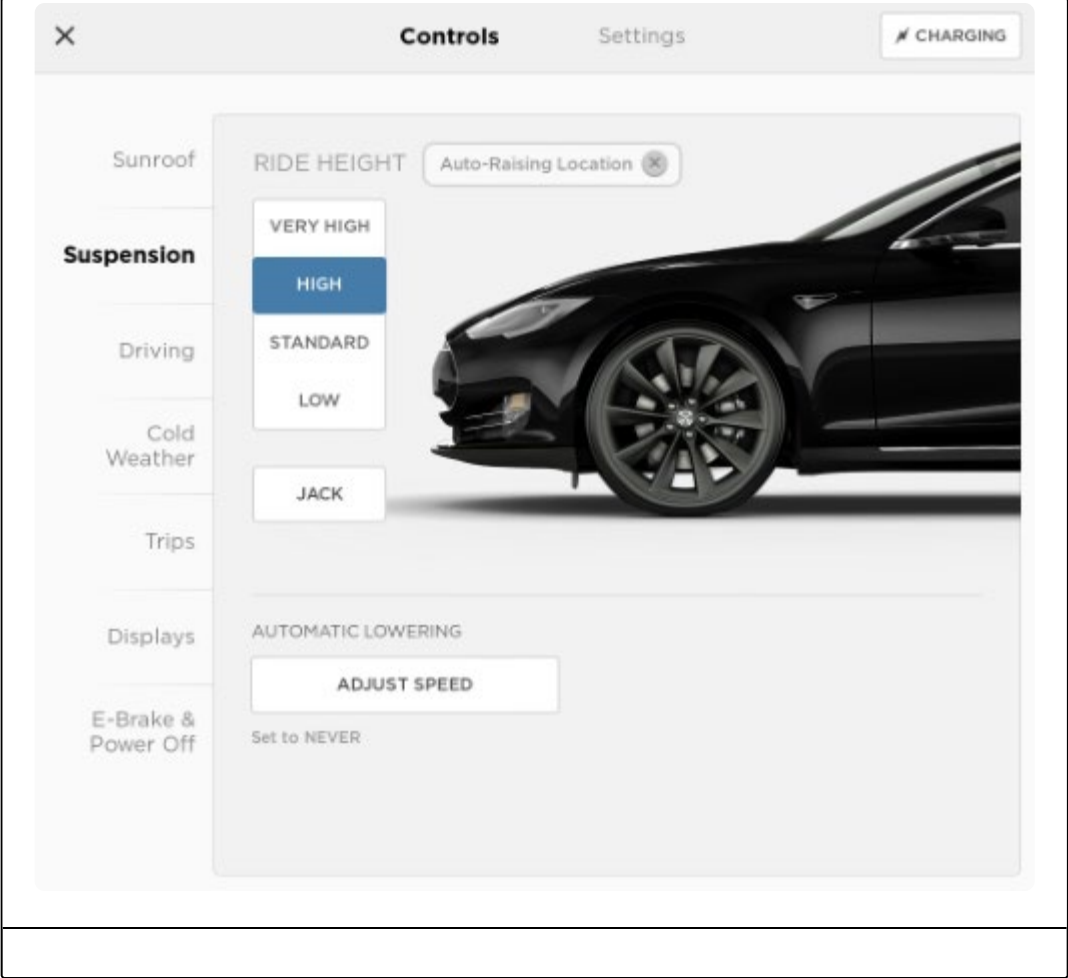 Controls
Settings
CHARGING
Sunroof
Suspension
Driving
Cold
Weather
Trips
Displays
E-Brake &
Power Off
RIDE HEIGHT
Auto-Raising Location
VERY HIGH
HIGH
STANDARD
LOW
JACK
AUTOMATIC LOWERING
ADJUST SPEED
Set to NEVER